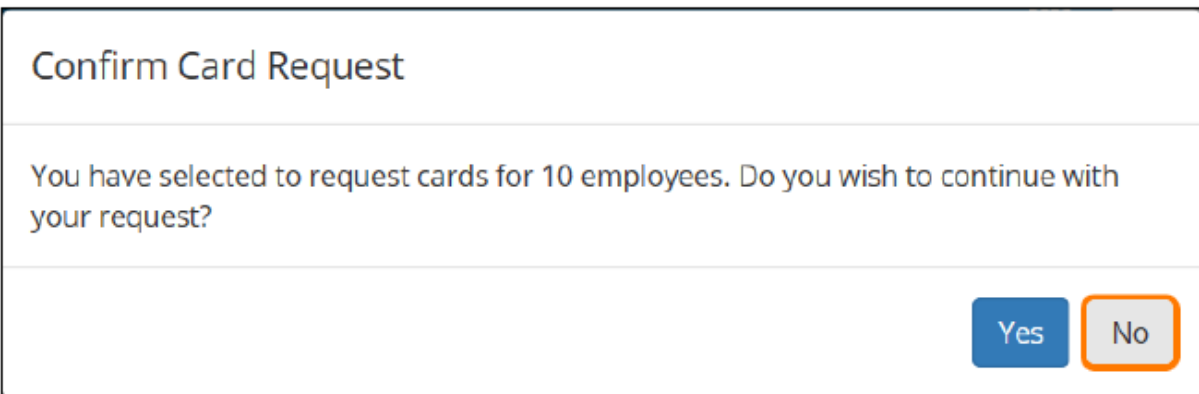 Confirm Card Request
You have selected to request cards for 10 employees. Do you wish to continue with
your request?
Yes
No